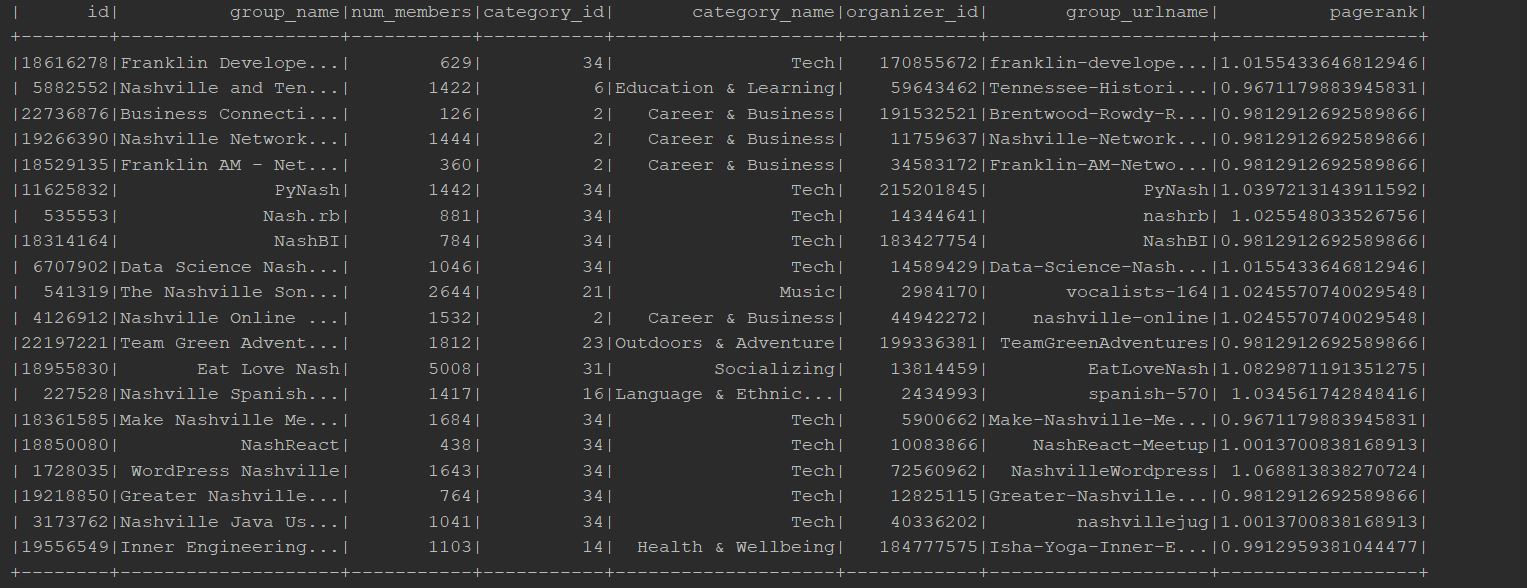 |      id|          group_name|num_members|category_id|       category_name|organizer_id|       group_urlname|          pagerank|
+--------+--------------------+-----------+-----------+--------------------+------------+--------------------+------------------+
|18616278|Franklin Develope...|        629|         34|                Tech|   170855672|franklin-develope...|1.0155433646812946|
| 5882552|Nashville and Ten...|       1422|          6|Education & Learning|    59643462|Tennessee-Histori...|0.9671179883945831|
|22736876|Business Connecti...|        126|          2|   Career & Business|   191532521|Brentwood-Rowdy-R...|0.9812912692589866|
|19266390|Nashville Network...|       1444|          2|   Career & Business|    11759637|Nashville-Network...|0.9812912692589866|
|18529135|Franklin AM - Net...|        360|          2|   Career & Business|    34583172|Franklin-AM-Netwo...|0.9812912692589866|
|11625832|              PyNash|       1442|         34|                Tech|   215201845|              PyNash|1.0397213143911592|
|  535553|             Nash.rb|        881|         34|                Tech|    14344641|              nashrb| 1.025548033526756|
|18314164|              NashBI|        784|         34|                Tech|   183427754|              NashBI|0.9812912692589866|
| 6707902|Data Science Nash...|       1046|         34|                Tech|    14589429|Data-Science-Nash...|1.0155433646812946|
|  541319|The Nashville Son...|       2644|         21|               Music|     2984170|       vocalists-164|1.0245570740029548|
| 4126912|Nashville Online ...|       1532|          2|   Career & Business|    44942272|    nashville-online|1.0245570740029548|
|22197221|Team Green Advent...|       1812|         23|Outdoors & Adventure|   199336381| TeamGreenAdventures|0.9812912692589866|
|18955830|       Eat Love Nash|       5008|         31|         Socializing|    13814459|         EatLoveNash|1.0829871191351275|
|  227528|Nashville Spanish...|       1417|         16|Language & Ethnic...|     2434993|         spanish-570| 1.034561742848416|
|18361585|Make Nashville Me...|       1684|         34|                Tech|     5900662|Make-Nashville-Me...|0.9671179883945831|
|18850080|           NashReact|        438|         34|                Tech|    10083866|    NashReact-Meetup|1.0013700838168913|
| 1728035| WordPress Nashville|       1643|         34|                Tech|    72560962|  NashvilleWordpress| 1.068813838270724|
|19218850|Greater Nashville...|        764|         34|                Tech|    12825115|Greater-Nashville...|0.9812912692589866|
| 3173762|Nashville Java Us...|       1041|         34|                Tech|    40336202|        nashvillejug|1.0013700838168913|
|19556549|Inner Engineering...|       1103|         14|  Health & Wellbeing|   184777575|Isha-Yoga-Inner-E...|0.9912959381044477|
+--------+--------------------+-----------+-----------+--------------------+------------+--------------------+------------------+